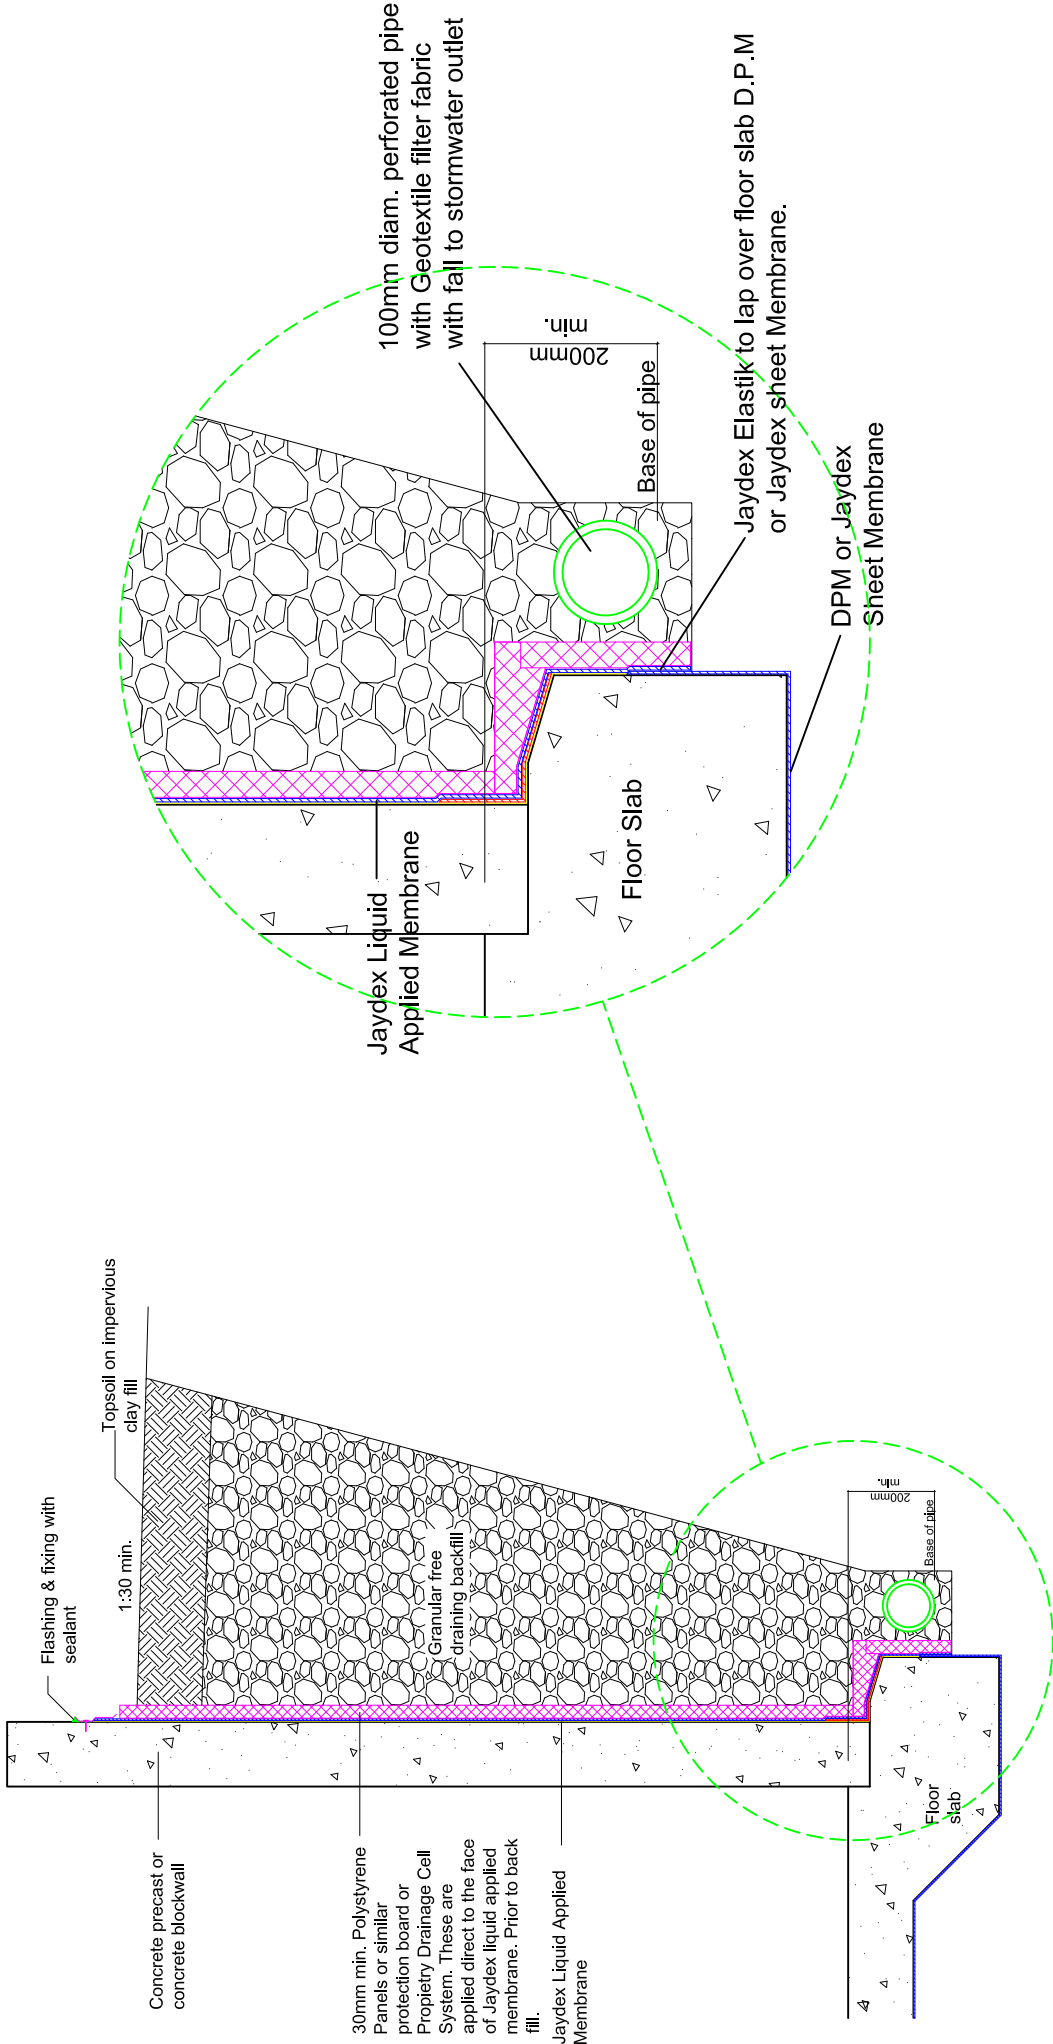 Flashing & fixing with
sealant
Topsoil on impervious
clay fill
1:30 min.
Concrete precast or
concrete blockwall
30mm min. Polystyrene
Panels or similar
protection board or
Propietry Drainage Cell
System. These are
applied direct to the face
of Jaydex liquid applied
membrane. Prior to back
fill.
Jaydex Liquid Applied
Membrane
Granular free
draining backfill
200mm
min.
Base of pipe
Floor
slab
100mm diam. perforated pipe
with Geotextile filter fabric
with fall to stormwater outlet
200mm
min.
Base of pipe
Jaydex Elastik to lap over floor slab D.P.M
or Jaydex sheet Membrane.
DPM or Jaydex
Sheet Membrane
Jaydex Liquid
Applied Membrane
Floor Slab